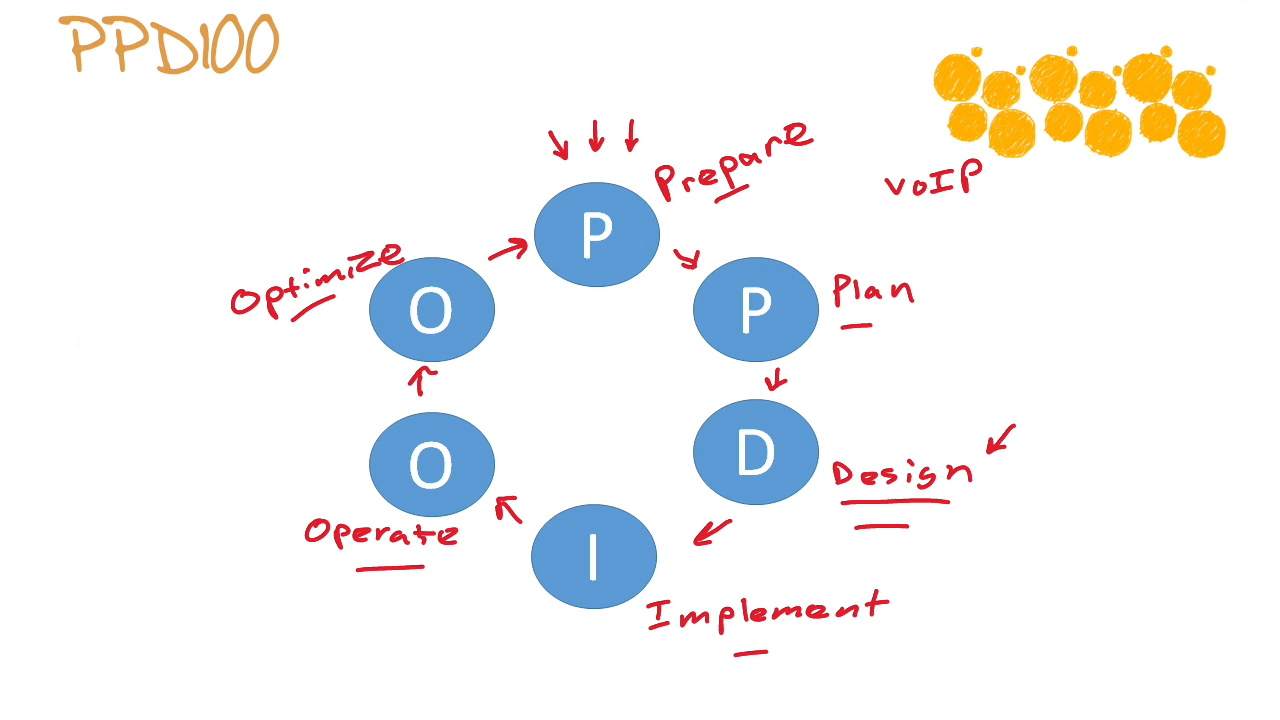 PPDIOO
Prepare
voIP
P
Optimize
Plan
O
P
Design
D
O
Operate
I
Implement